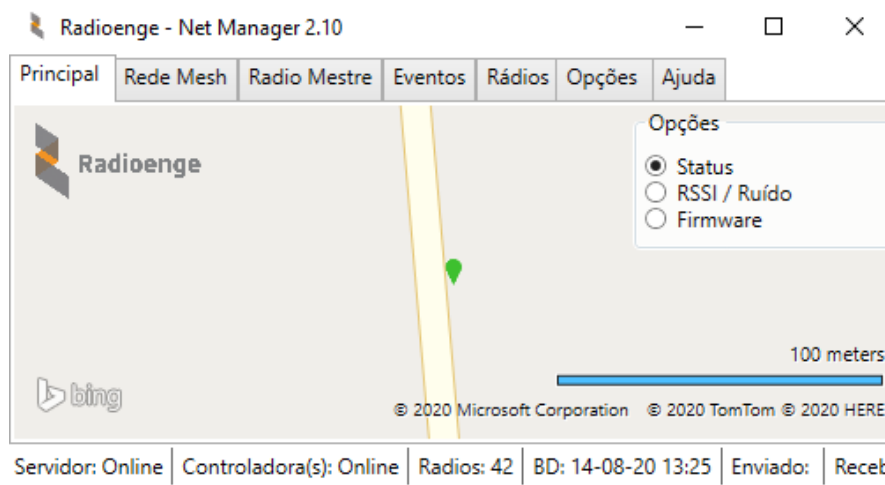 Radioenge - Net Manager 2.10
Principal Rede Mesh Radio Mestre Eventos Rádios Opções Ajuda
Radioenge
Opções
Status
RSSI / Ruído
Firmware
100 meters
bing
© 2020 Microsoft Corporation © 2020 TomTom © 2020 HERE
Servidor: Online Controladora(s): Online Radios: 42 BD: 14-08-20 13:25 Enviado: